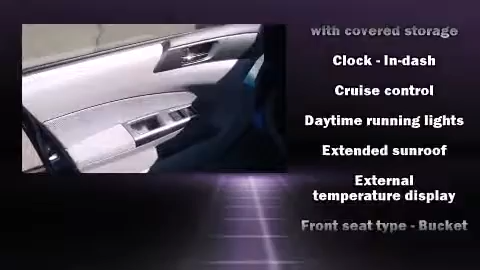 with covered storage
Clock - In-dash
Cruise control
Daytime running lights
Extended sunroof
External
temperature display
Front seat type - Bucket